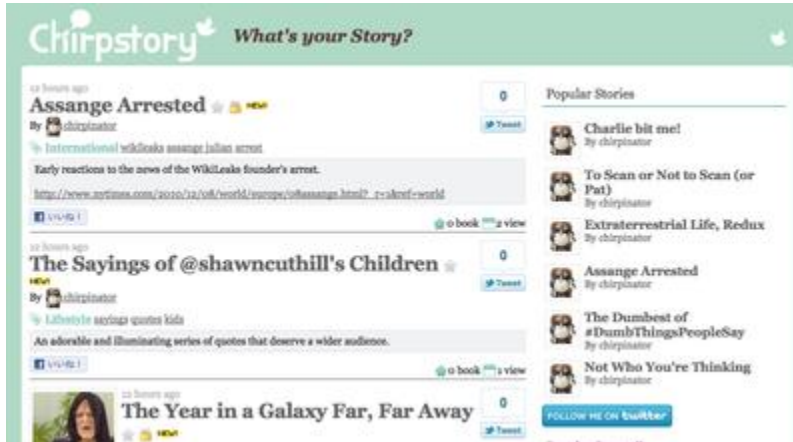 Chirpstory
What's your Story?
12 hours ago
Assange Arrested
NEW!
By chirpinator
International wikileaks assange julian arrest
Early reactions to the news of the WikiLeaks founder's arrest.
http://www.nytimes.com/2010/12/08/world/europe/08assange.html?_r=1&ref=world
いいね!
0
Tweet
0 book 2 view
12 hours ago
The Sayings of @shawncuthill's Children
NEW!
By chirpinator
Lifestyle sayings quotes kids
An adorable and illuminating series of quotes that deserve a wider audience.
いいね!
0
Tweet
0 book 1 view
12 hours ago
The Year in a Galaxy Far, Far Away
NEW!
0
Tweet
Popular Stories
Charlie bit me!
By chirpinator
To Scan or Not to Scan (or
Pat)
By chirpinator
Extraterrestrial Life, Redux
By chirpinator
Assange Arrested
By chirpinator
The Dumbest of
#DumbThingsPeopleSay
By chirpinator
Not Who You're Thinking
By chirpinator
FOLLOW ME ON twitter